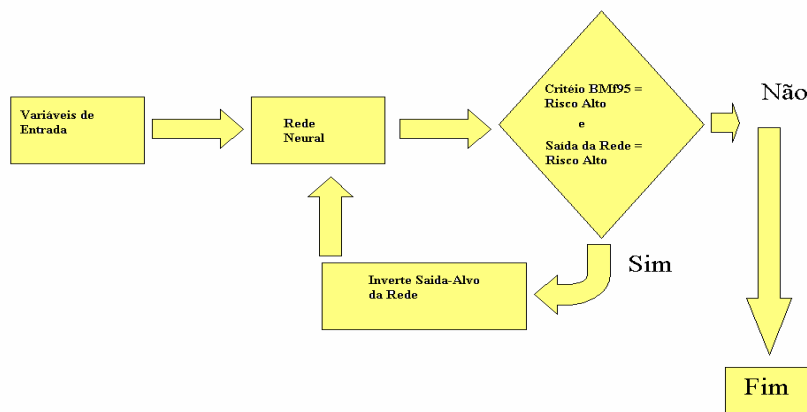 Variáveis de
Entrada
Rede
Neural
Critéio BMf95 =
Risco Alto
e
Saída da Rede =
Risco Alto
Não
Sim
Inverte Saída-Alvo
da Rede
Fim